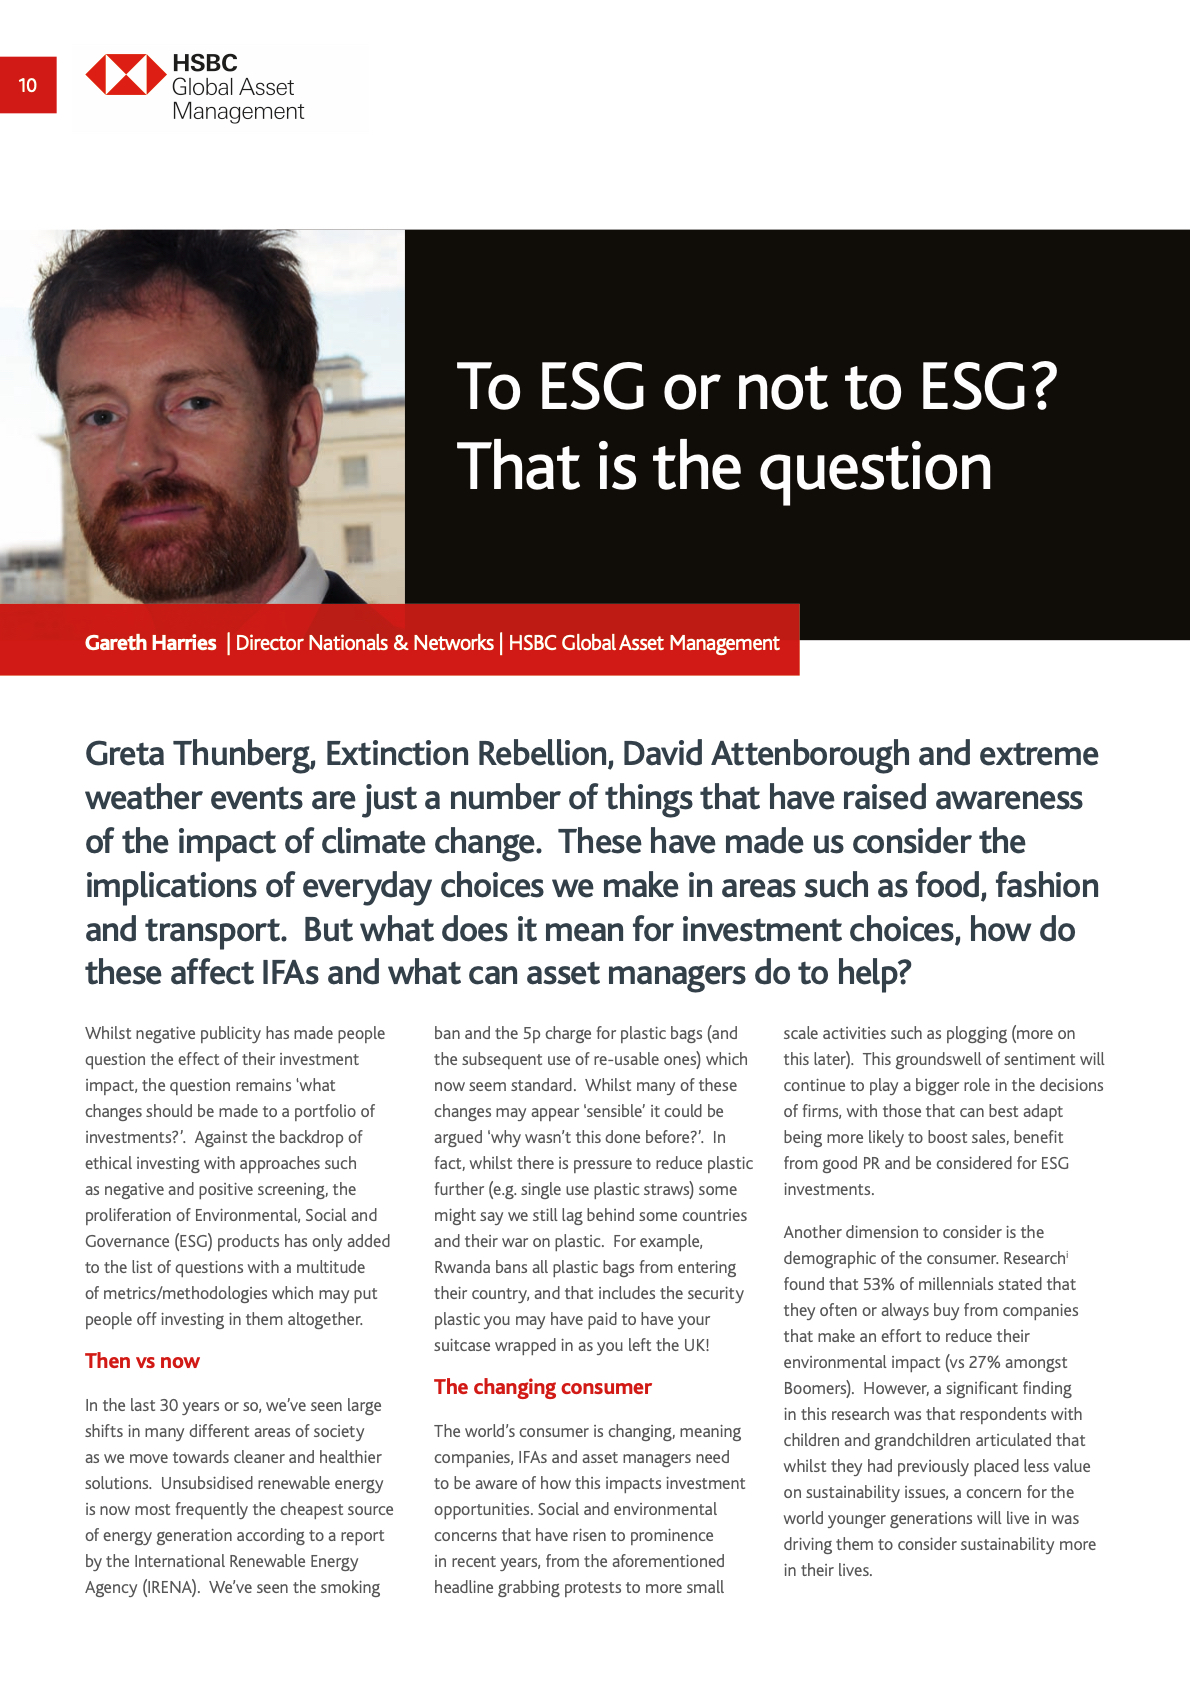 10
HSBC
Global Asset
Management
To ESG or not to ESG?
That is the question
Gareth Harries | Director Nationals & Networks | HSBC Global Asset Management
Greta Thunberg, Extinction Rebellion, David Attenborough and extreme
weather events are just a number of things that have raised awareness
of the impact of climate change.  These have made us consider the
implications of everyday choices we make in areas such as food, fashion
and transport.  But what does it mean for investment choices, how do
these affect IFAs and what can asset managers do to help?
Whilst negative publicity has made people
question the effect of their investment
impact, the question remains ‘what
changes should be made to a portfolio of
investments?’.  Against the backdrop of
ethical investing with approaches such
as negative and positive screening, the
proliferation of Environmental, Social and
Governance (ESG) products has only added
to the list of questions with a multitude
of metrics/methodologies which may put
people off investing in them altogether.
Then vs now
In the last 30 years or so, we’ve seen large
shifts in many different areas of society
as we move towards cleaner and healthier
solutions.  Unsubsidised renewable energy
is now most frequently the cheapest source
of energy generation according to a report
by the International Renewable Energy
Agency (IRENA).  We’ve seen the smoking
ban and the 5p charge for plastic bags (and
the subsequent use of re-usable ones) which
now seem standard.  Whilst many of these
changes may appear ‘sensible’ it could be
argued ‘why wasn’t this done before?’.  In
fact, whilst there is pressure to reduce plastic
further (e.g. single use plastic straws) some
might say we still lag behind some countries
and their war on plastic.  For example,
Rwanda bans all plastic bags from entering
their country, and that includes the security
plastic you may have paid to have your
suitcase wrapped in as you left the UK!
The changing consumer
The world’s consumer is changing, meaning
companies, IFAs and asset managers need
to be aware of how this impacts investment
opportunities. Social and environmental
concerns that have risen to prominence
in recent years, from the aforementioned
headline grabbing protests to more small
scale activities such as plogging (more on
this later).  This groundswell of sentiment will
continue to play a bigger role in the decisions
of firms, with those that can best adapt
being more likely to boost sales, benefit
from good PR and be considered for ESG
investments.
Another dimension to consider is the
demographic of the consumer. Researchⁱ
found that 53% of millennials stated that
they often or always buy from companies
that make an effort to reduce their
environmental impact (vs 27% amongst
Boomers).  However, a significant finding
in this research was that respondents with
children and grandchildren articulated that
whilst they had previously placed less value
on sustainability issues, a concern for the
world younger generations will live in was
driving them to consider sustainability more
in their lives.